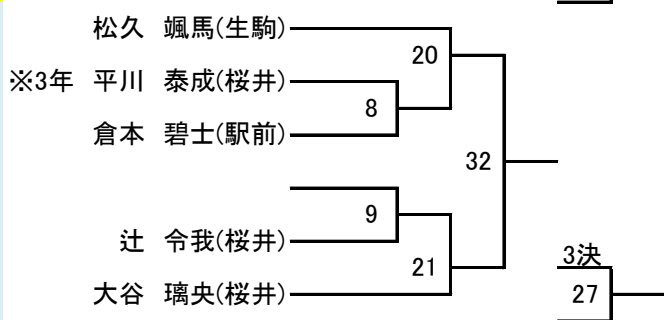 松久 颯馬(生駒)
20
※3年 平川 泰成(桜井)
8
倉本 碧士(駅前)
32
9
辻 令我(桜井)
21
3決
大谷 璃央(桜井)
27